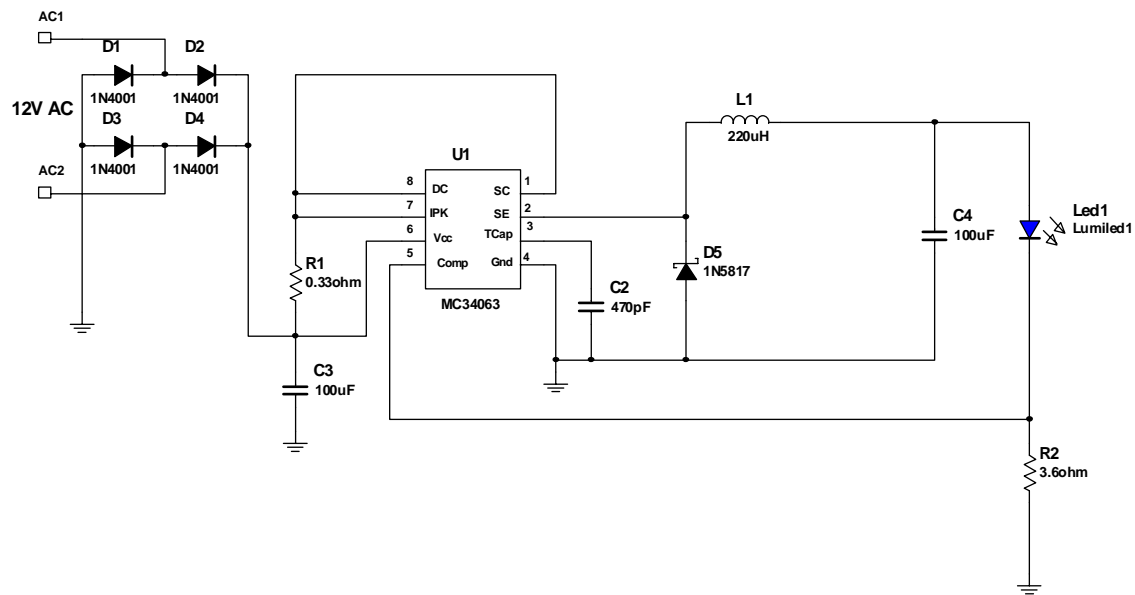 AC1
D1
D2
1N4001
1N4001
12V AC
D3
D4
1N4001
1N4001
AC2
L1
220uH
U1
8
DC
SC
1
7
IPK
SE
2
6
Vcc
TCap
3
5
Comp
Gnd
4
MC34063
R1
0.33ohm
C2
470pF
D5
1N5817
C4
100uF
Led1
Lumiled1
C3
100uF
R2
3.6ohm